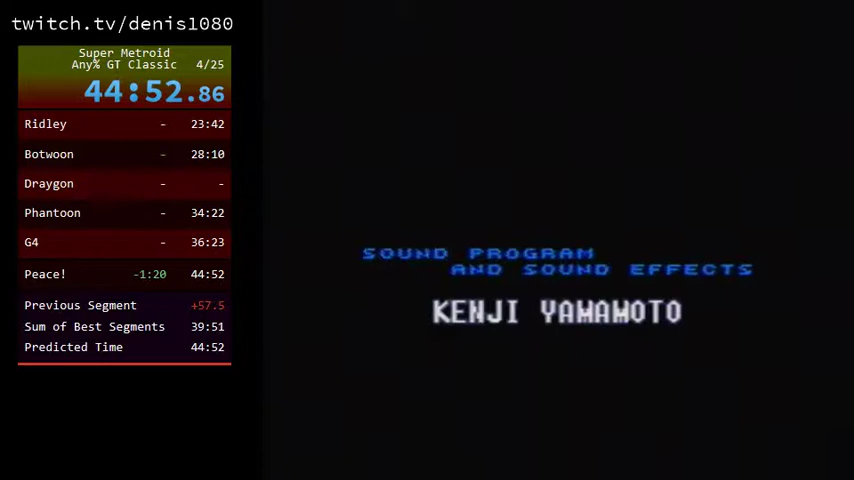 twitch.tv/denis1080
Super Metroid
Any% GT Classic 4/25
44:52.86
Ridley - 23:42
Botwoon - 28:10
Draygon - -
Phantoon - 34:22
G4 - 36:23
Peace! -1:20 44:52
Previous Segment +57.5
Sum of Best Segments 39:51
Predicted Time 44:52
SOUND PROGRAM
AND SOUND EFFECTS
KENJI YAMAMOTO